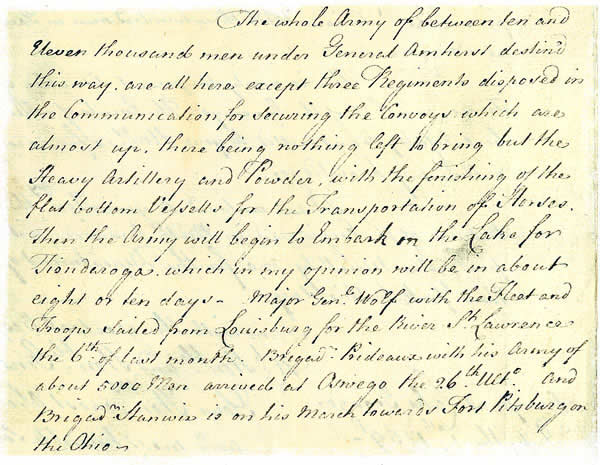 The whole Army of between ten and
Eleven thousand men under General Amherst destin'd
this way. are all here, except three Regiments disposed in
the Communication for securing the Convoys which are
almost up, there being nothing left to bring but the
Heavy Artillery and Powder, with the finishing of the
flat bottom Vessells for the Transportation off Horses.
Then the Army will begin to Embark on the Lake for
Tionderoga. which in my opinion will be in about
eight or ten days - Major Genl. Wolf with the Fleet and
Troops sailed from Louisburg for the River St. Lawrence
the 6th. of last month. Brigadr. Prideaux with his Army of
about 5000 Men arrived at Oswego the 26th. Ulto. And
Brigadr. Stanwix is on his March towards Fort Pitsburg on
the Ohio -